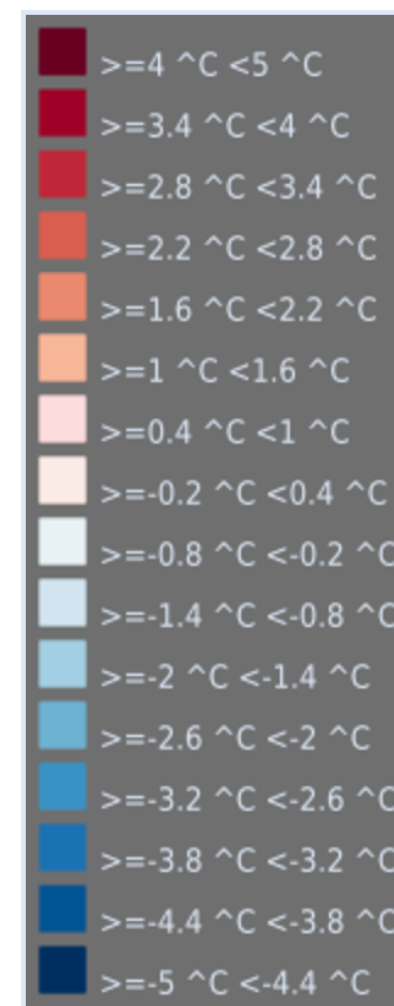 >=4 ^C <5 ^C
>=3.4 ^C <4 ^C
>=2.8 ^C <3.4 ^C
>=2.2 ^C <2.8 ^C
>=1.6 ^C <2.2 ^C
>=1 ^C <1.6 ^C
>=0.4 ^C <1 ^C
>=-0.2 ^C <0.4 ^C
>=-0.8 ^C <-0.2 ^C
>=-1.4 ^C <-0.8 ^C
>=-2 ^C <-1.4 ^C
>=-2.6 ^C <-2 ^C
>=-3.2 ^C <-2.6 ^C
>=-3.8 ^C <-3.2 ^C
>=-4.4 ^C <-3.8 ^C
>=-5 ^C <-4.4 ^C